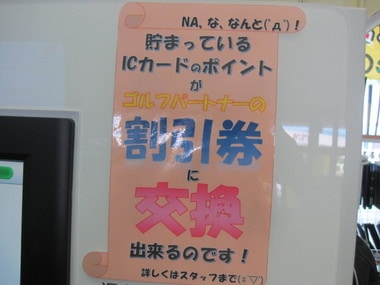 NA、な、なんと(ﾟДﾟ)！
貯まっている
ICカードのポイント
が
ゴルフパートナーの
割引券
に
交換
出来るのです！
詳しくはスタッフまで(≧▽)